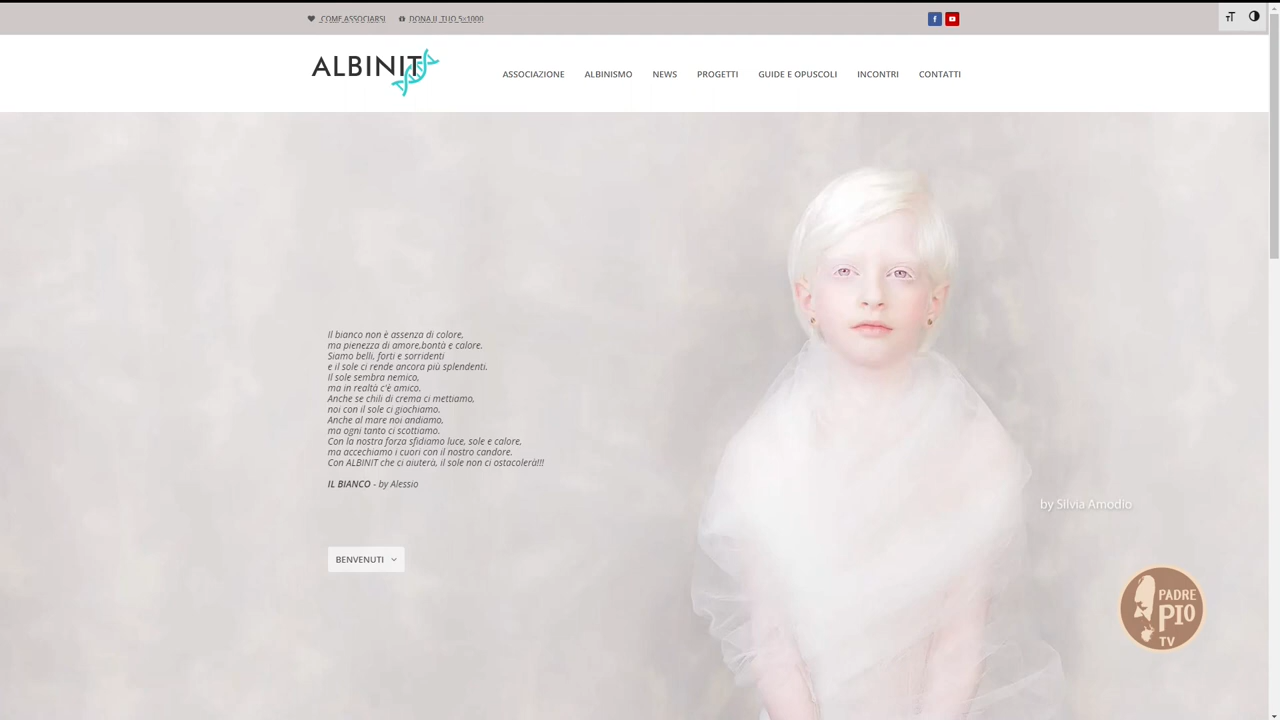 COME ASSOCIARSI DONA IL TUO 5×1000
ALBINIT
ASSOCIAZIONE ALBINISMO NEWS PROGETTI GUIDE E OPUSCOLI INCONTRI CONTATTI
Il bianco non è assenza di colore,
ma pienezza di amore,bontà e calore.
Siamo belli, forti e sorridenti
e il sole ci rende ancora più splendenti.
Il sole sembra nemico,
ma in realtà c'è amico.
Anche se chili di crema ci mettiamo,
noi con il sole ci giochiamo.
Anche al mare noi andiamo,
ma ogni tanto ci scottiamo.
Con la nostra forza sfidiamo luce, sole e calore,
ma accechiamo i cuori con il nostro candore.
Con ALBINIT che ci aiuterà, il sole non ci ostacolerà!!!
IL BIANCO - by Alessio
by Silvia Amodio
BENVENUTI
PADRE
PIO
TV